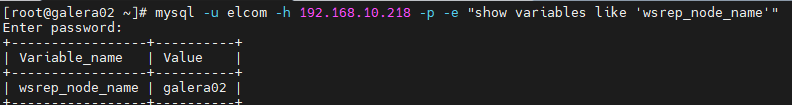 [root@galera02 ~]# mysql -u elcom -h 192.168.10.218 -p -e "show variables like 'wsrep_node_name'"
Enter password:
+-----------------+----------+
| Variable_name   | Value    |
+-----------------+----------+
| wsrep_node_name | galera02 |
+-----------------+----------+